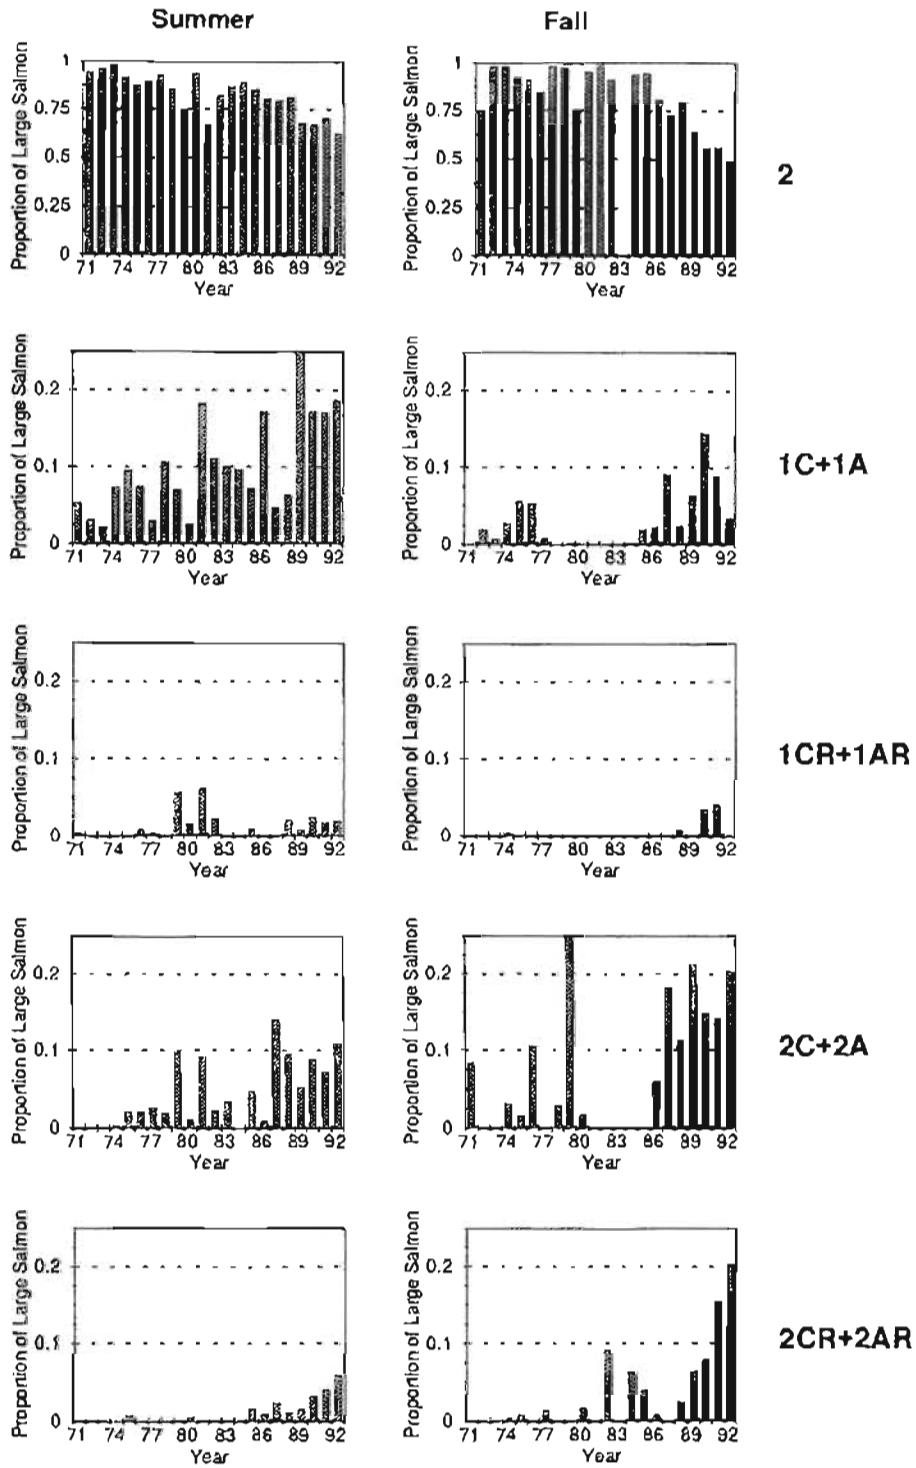 Summer Fall
Proportion of Large Salmon
1
0.75
0.5
0.25
0
71 74 77 80 83 86 89 92
Year
Proportion of Large Salmon
1
0.75
0.5
0.25
0
71 74 77 80 83 86 89 92
Year
2
Proportion of Large Salmon
0.2
0.1
0
71 74 77 80 83 86 89 92
Year
Proportion of Large Salmon
0.2
0.1
0
71 74 77 80 83 86 89 92
Year
1C+1A
Proportion of Large Salmon
0.2
0.1
0
71 74 77 80 83 86 89 92
Year
Proportion of Large Salmon
0.2
0.1
0
71 74 77 80 83 86 89 92
Year
1CR+1AR
Proportion of Large Salmon
0.2
0.1
0
71 74 77 80 83 86 89 92
Year
Proportion of Large Salmon
0.2
0.1
0
71 74 77 80 83 86 89 92
Year
2C+2A
Proportion of Large Salmon
0.2
0.1
0
71 74 77 80 83 86 89 92
Year
Proportion of Large Salmon
0.2
0.1
0
71 74 77 80 83 86 89 92
Year
2CR+2AR